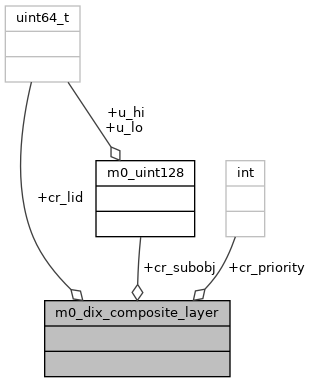 uint64_t
+u_hi
+u_lo
m0_uint128
int
+cr_lid
+cr_subobj
+cr_priority
m0_dix_composite_layer